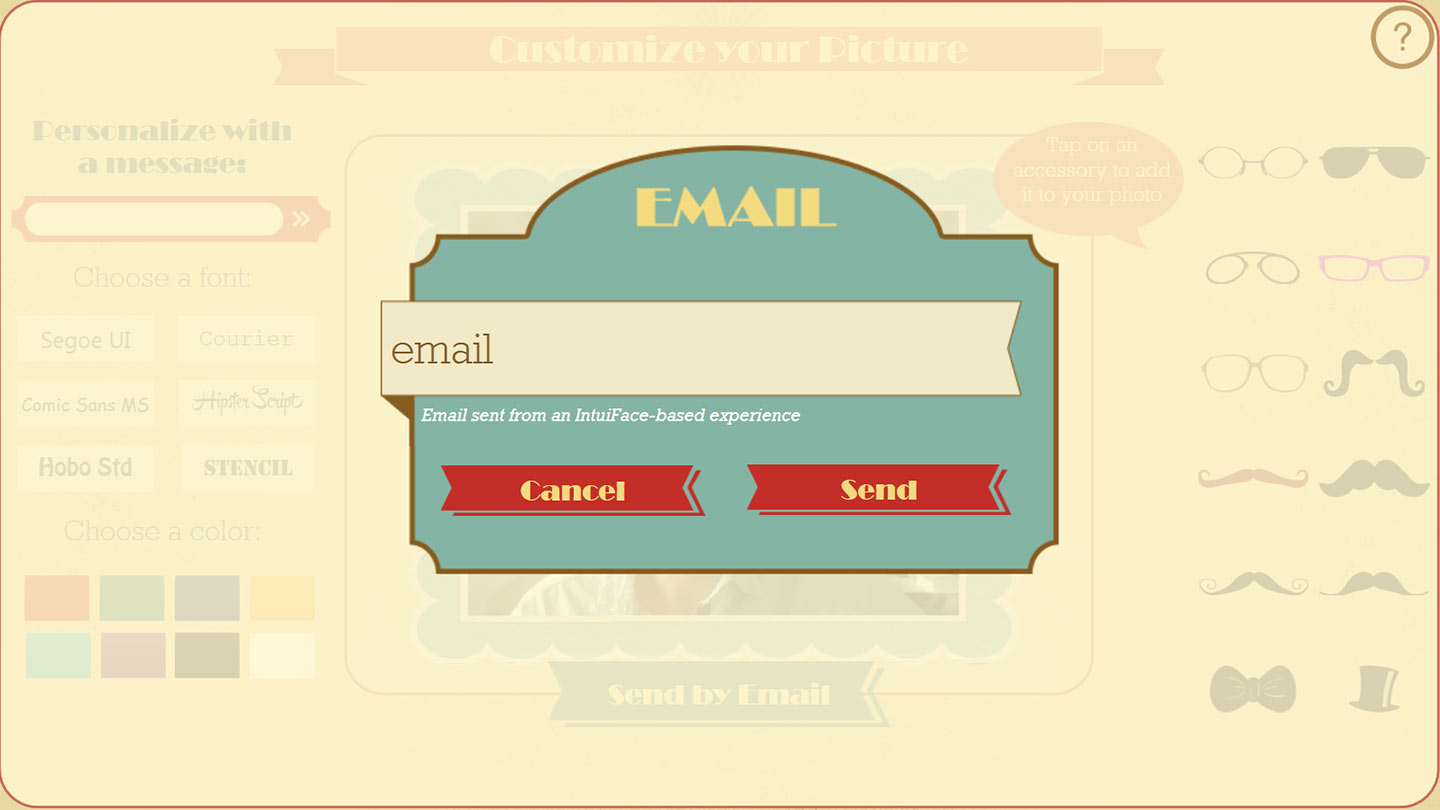 Customize your Picture
?
Personalize with
a message:
»
Choose a font:
Segoe UI
Courier
Comic Sans MS
Hipster Script
Hobo Std
STENCIL
Choose a color:
Tap on an
accessory to add
it to your photo
EMAIL
email
Email sent from an IntuiFace-based experience
Cancel
Send
Send by Email